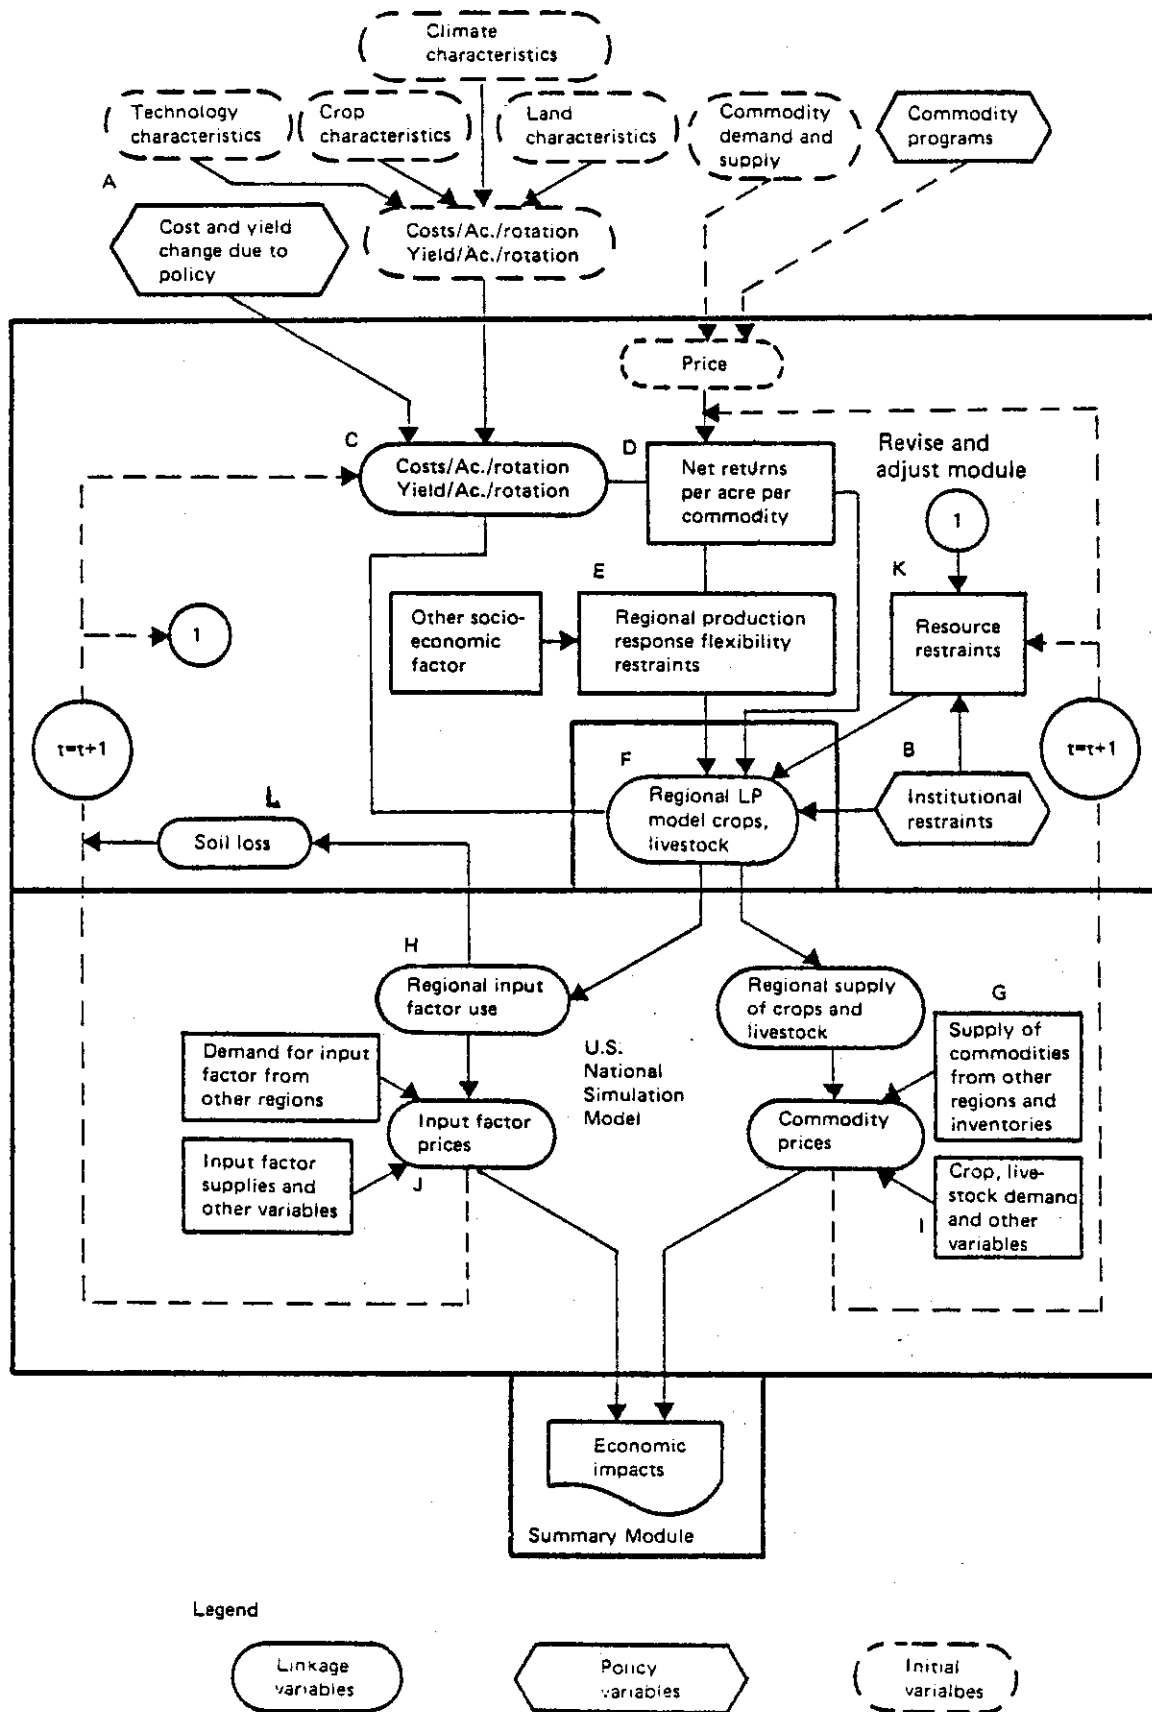 Climate
characteristics
Technology
characteristics
Crop
characteristics
Land
characteristics
Commodity
demand and
supply
Commodity
programs
A
Cost and yield
change due to
policy
Costs/Ac./rotation
Yield/Ac./rotation
Price
C
Costs/Ac./rotation
Yield/Ac./rotation
D
Net returns
per acre per
commodity
Revise and
adjust module
1
E
K
Other socio-
economic
factor
Regional production
response flexibility
restraints
Resource
restraints
1
t=t+1
t=t+1
F
B
Regional LP
model crops,
livestock
Institutional
restraints
L
Soil loss
H
Regional input
factor use
Regional supply
of crops and
livestock
G
Demand for input
factor from
other regions
U.S.
National
Simulation
Model
Supply of
commodities
from other
regions and
inventories
Input factor
prices
Commodity
prices
Input factor
supplies and
other variables
J
Crop, live-
stock demand
and other
variables
I
Economic
impacts
Summary Module
Legend
Linkage
variables
Policy
variables
Initial
varialbes